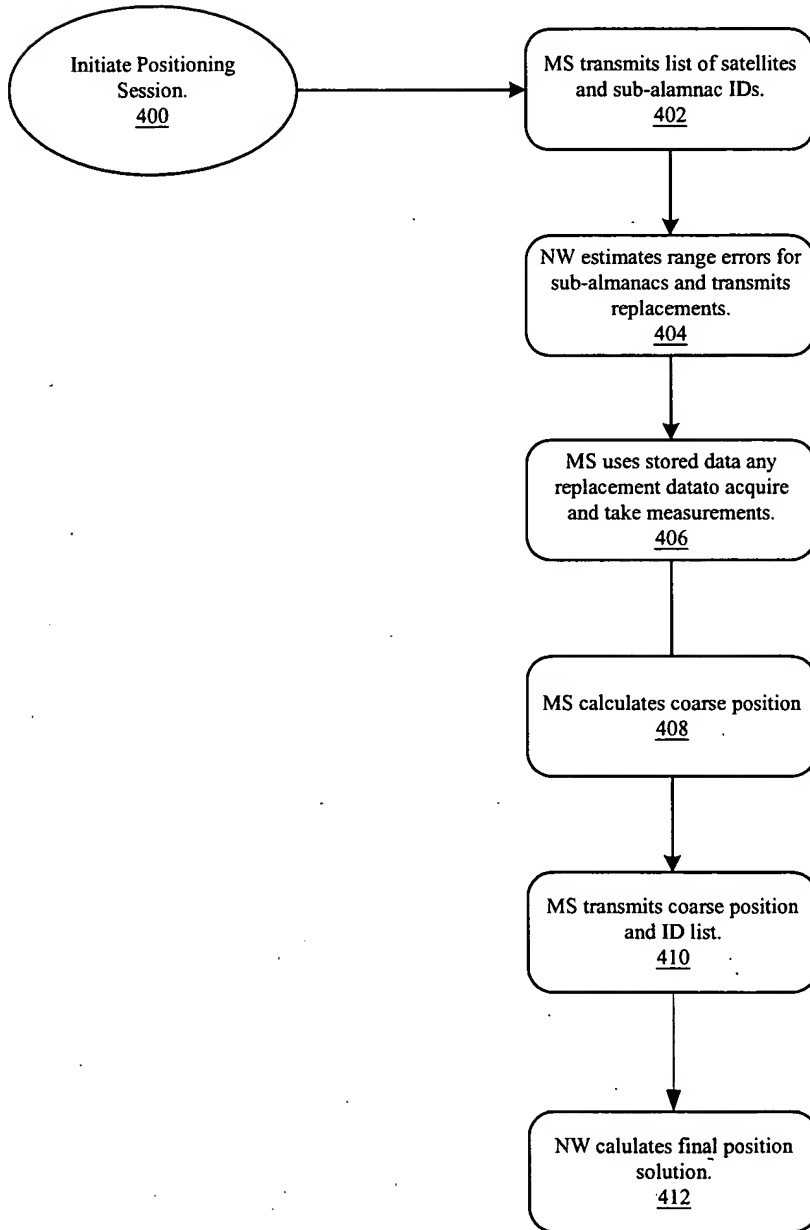 Initiate Positioning
Session.
400
MS transmits list of satellites
and sub-alamnac IDs.
402
NW estimates range errors for
sub-almanacs and transmits
replacements.
404
MS uses stored data any
replacement datato acquire
and take measurements.
406
MS calculates coarse position
408
MS transmits coarse position
and ID list.
410
NW calulates final position
solution.
412